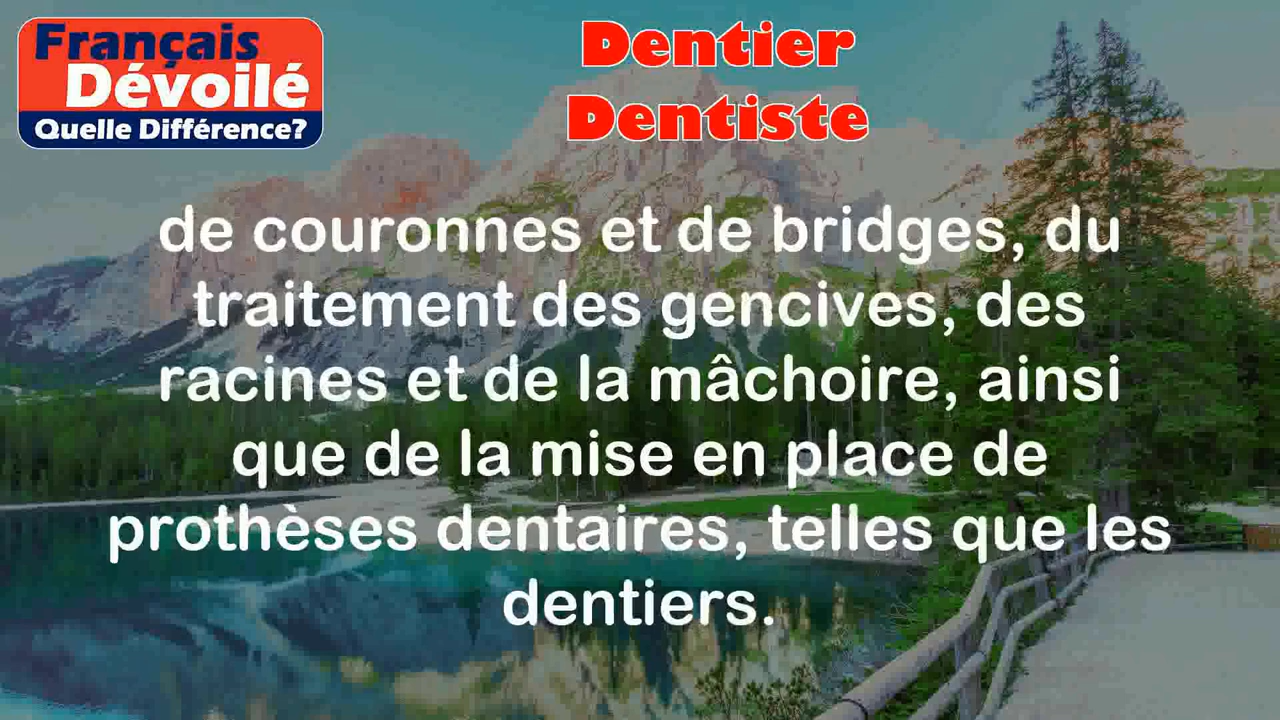 Français
Dévoilé
Quelle Différence?
Dentier
Dentiste
de couronnes et de bridges, du
traitement des gencives, des
racines et de la mâchoire, ainsi
que de la mise en place de
prothèses dentaires, telles que les
dentiers.